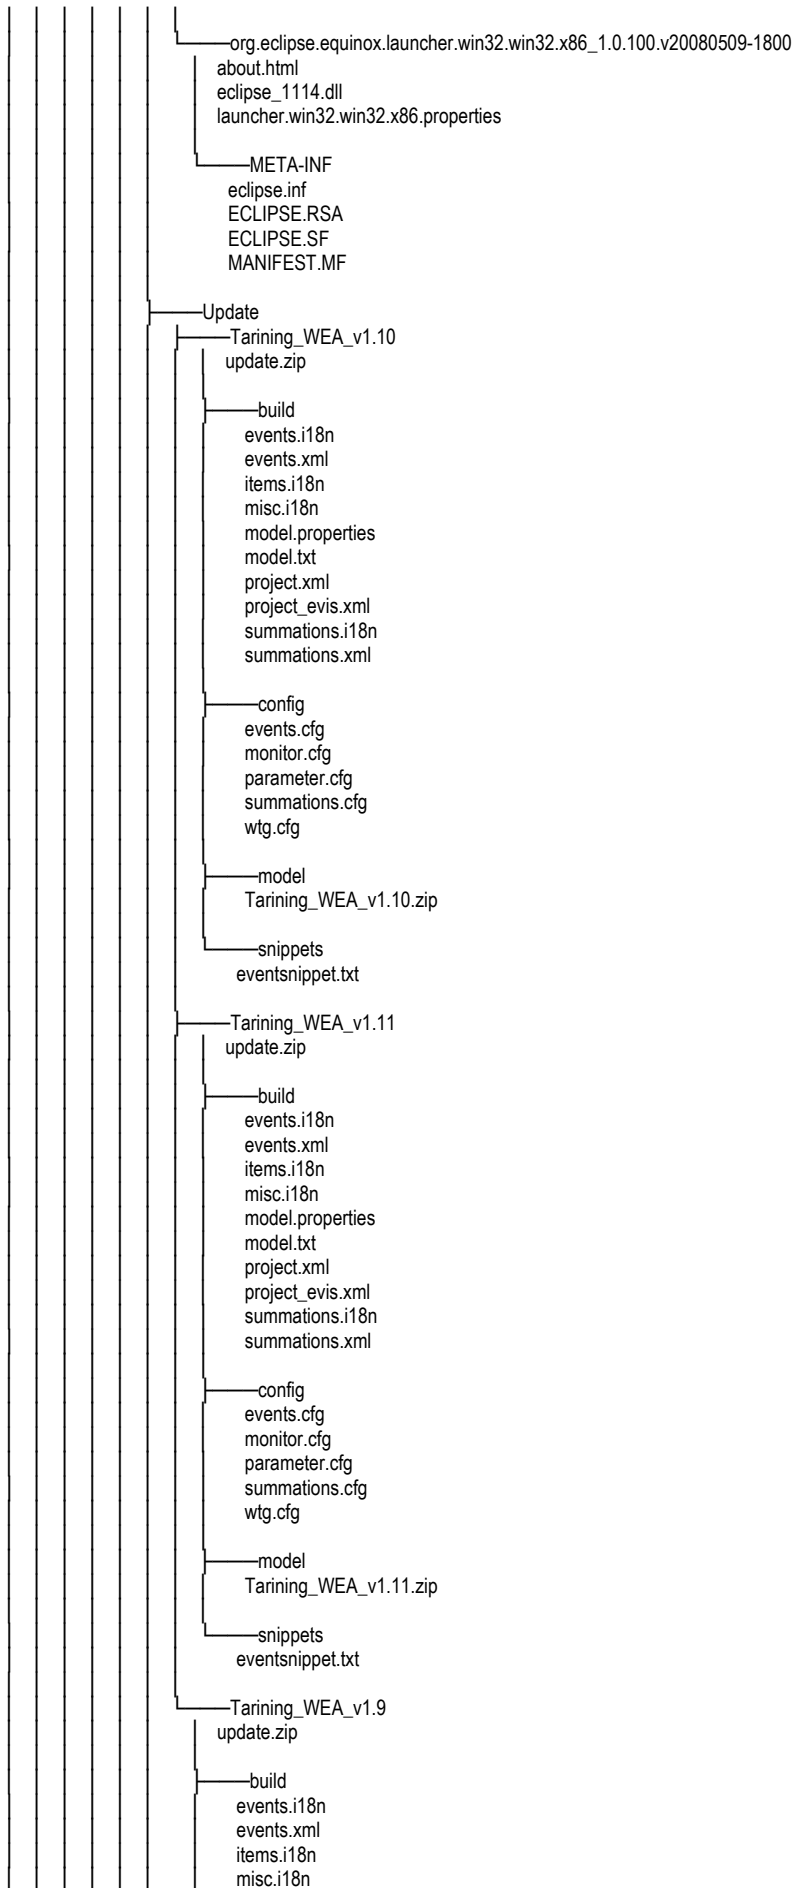 org.eclipse.equinox.launcher.win32.win32.x86_1.0.100.v20080509-1800
about.html
eclipse_1114.dll
launcher.win32.win32.x86.properties
META-INF
eclipse.inf
ECLIPSE.RSA
ECLIPSE.SF
MANIFEST.MF
Update
Tarining_WEA_v1.10
update.zip
build
events.i18n
events.xml
items.i18n
misc.i18n
model.properties
model.txt
project.xml
project_evis.xml
summations.i18n
summations.xml
config
events.cfg
monitor.cfg
parameter.cfg
summations.cfg
wtg.cfg
model
Tarining_WEA_v1.10.zip
snippets
eventsnippet.txt
Tarining_WEA_v1.11
update.zip
build
events.i18n
events.xml
items.i18n
misc.i18n
model.properties
model.txt
project.xml
project_evis.xml
summations.i18n
summations.xml
config
events.cfg
monitor.cfg
parameter.cfg
summations.cfg
wtg.cfg
model
Tarining_WEA_v1.11.zip
snippets
eventsnippet.txt
Tarining_WEA_v1.9
update.zip
build
events.i18n
events.xml
items.i18n
misc.i18n